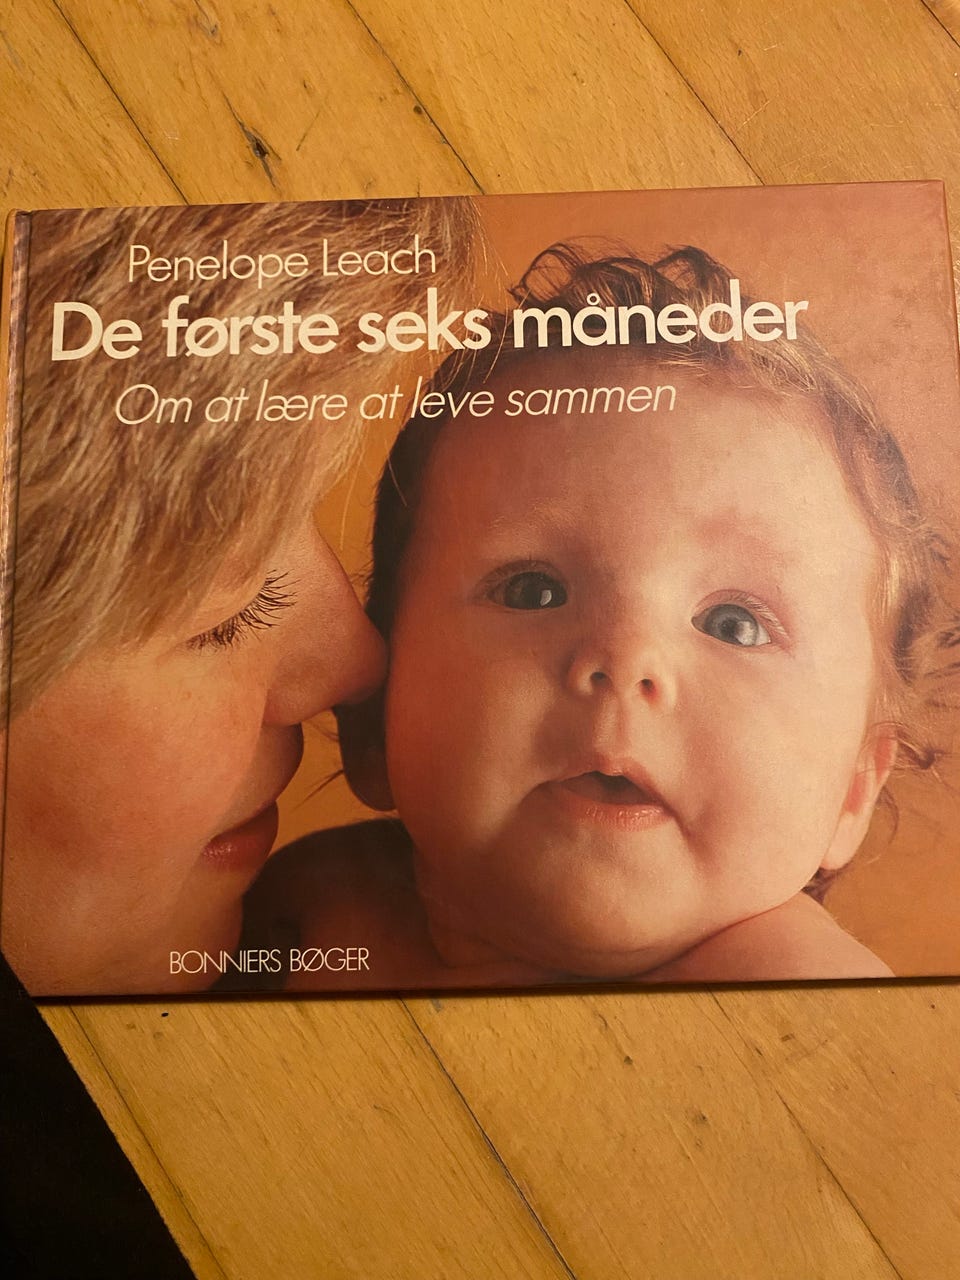 Penelope Leach
De første seks måneder
Om at lære at leve sammen
BONNIERS BØGER